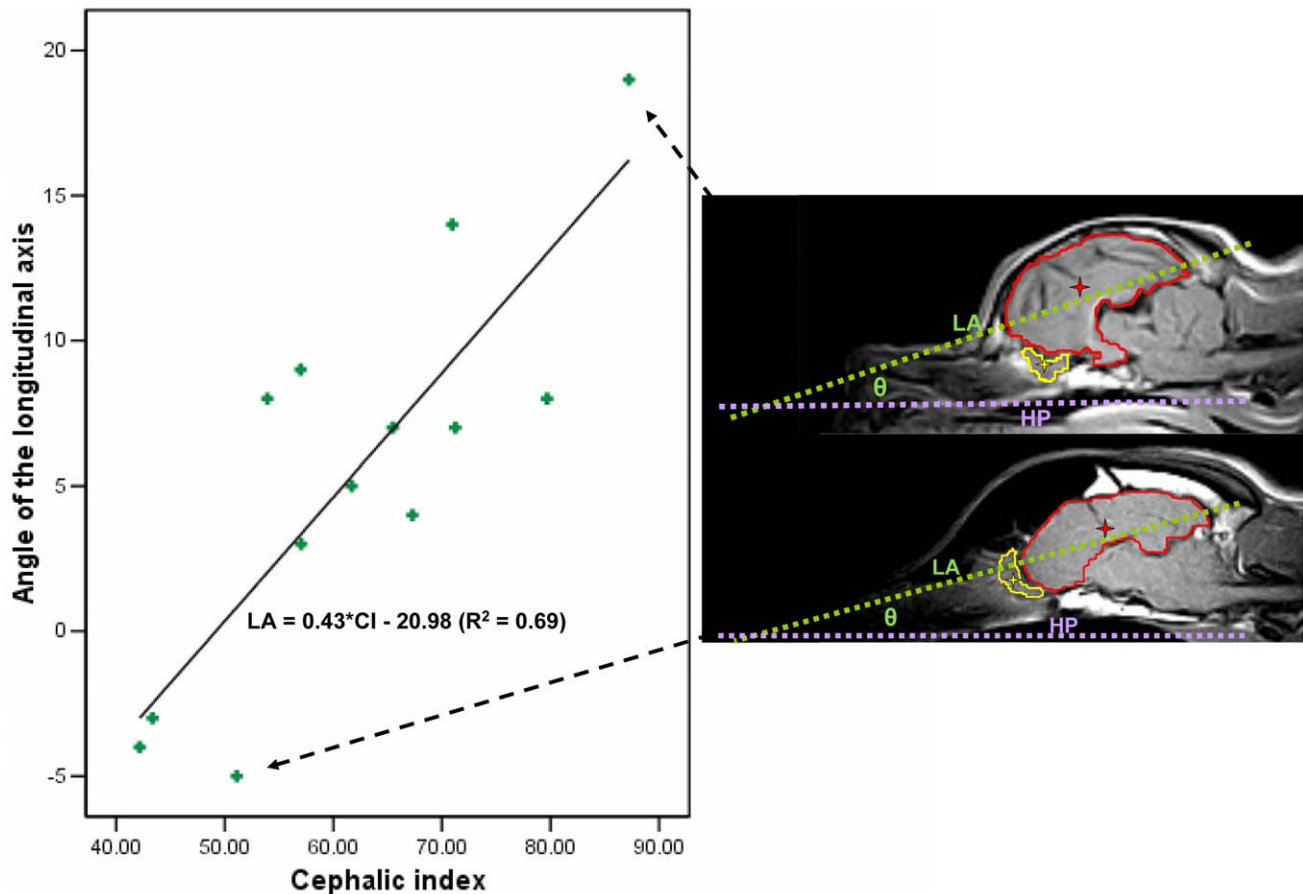 20
15
10
5
0
-5
Angle of the longitudinal axis
LA = 0.43*CI - 20.98 (R² = 0.69)
40.00 50.00 60.00 70.00 80.00 90.00
Cephalic index
LA
θ
HP
LA
θ
HP